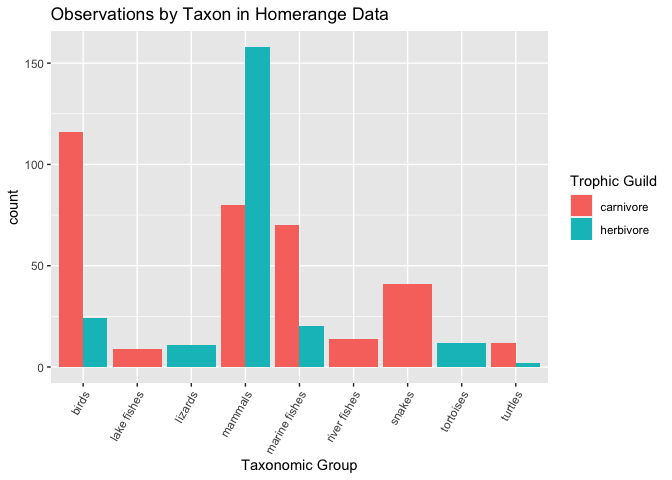 Observations by Taxon in Homerange Data
150
100
50
0
count
birds
lake fishes
lizards
mammals
marine fishes
river fishes
snakes
tortoises
turtles
Taxonomic Group
Trophic Guild
carnivore
herbivore